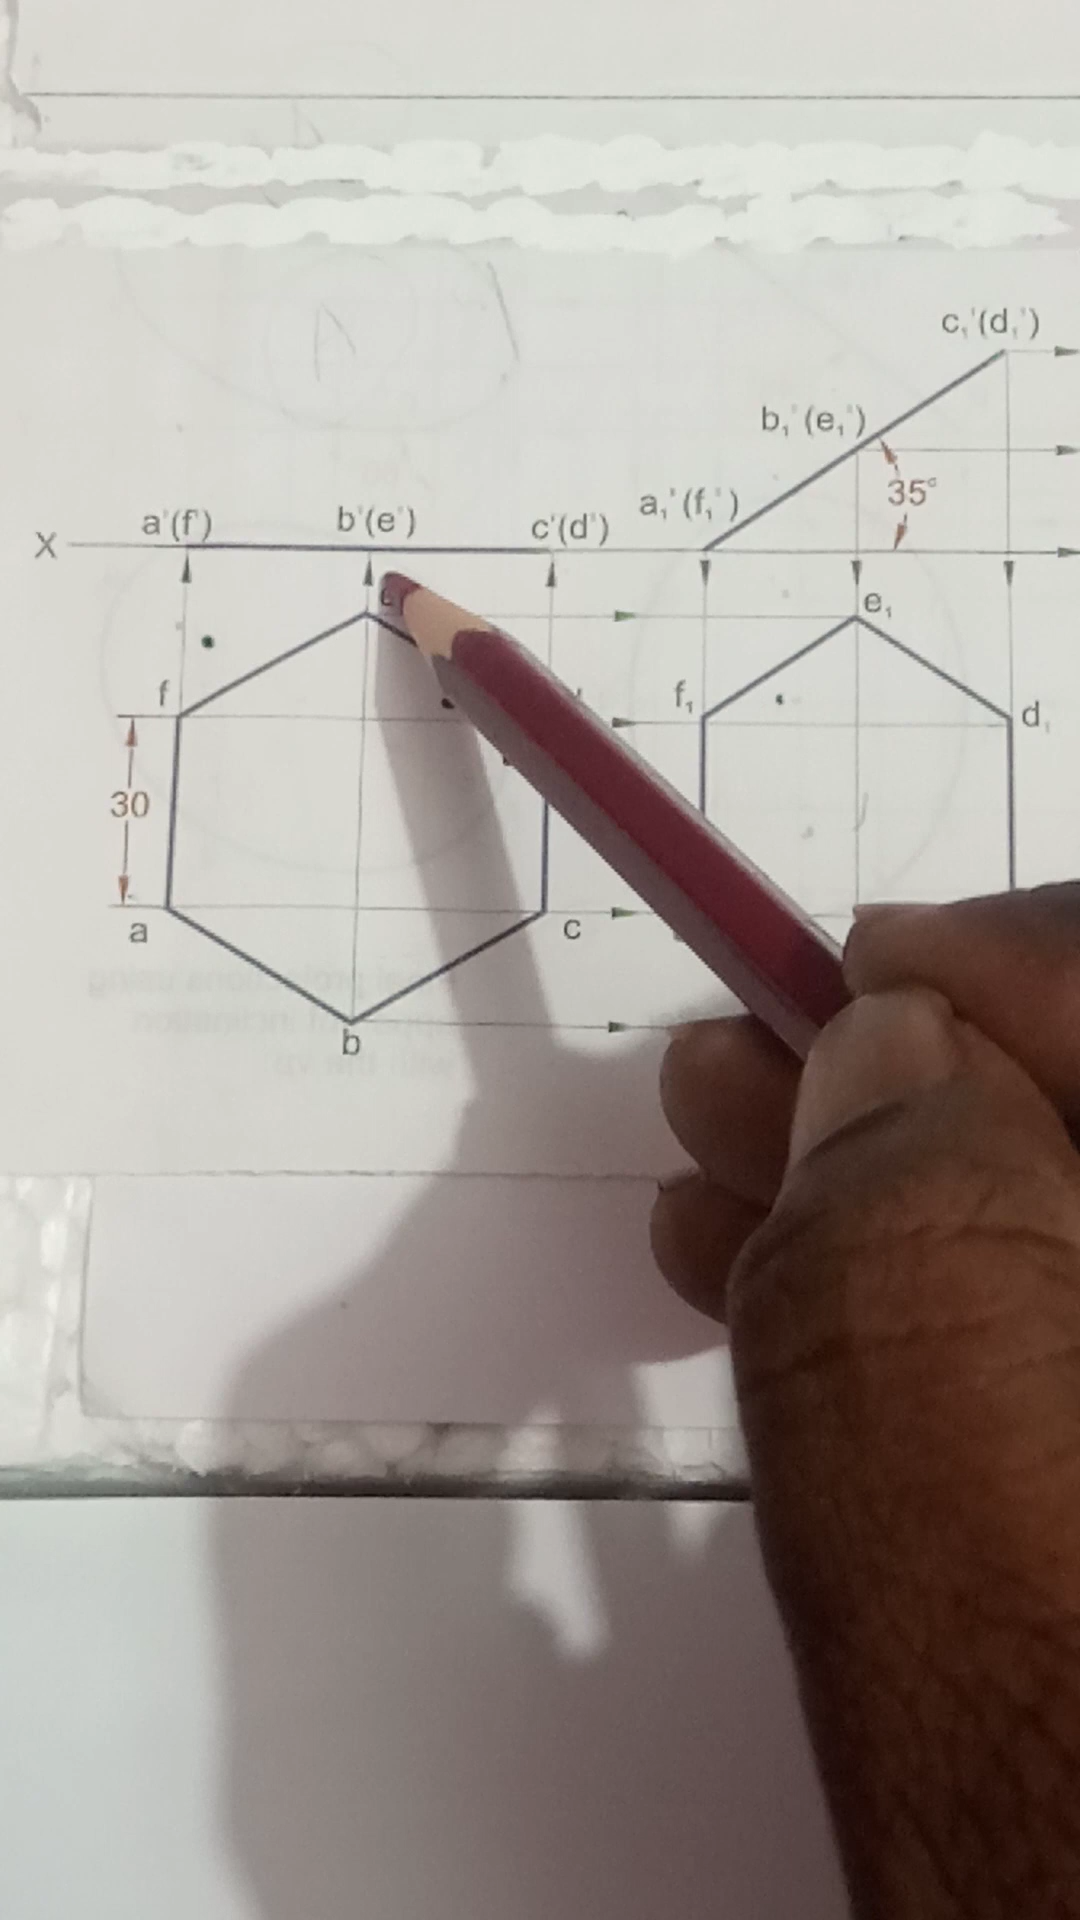 c₁'(d₁')
b₁'(e₁')
35°
a₁'(f₁')
X
a'(f')
b'(e')
c'(d')
e₁
f
f₁
d₁
30
a
c
b